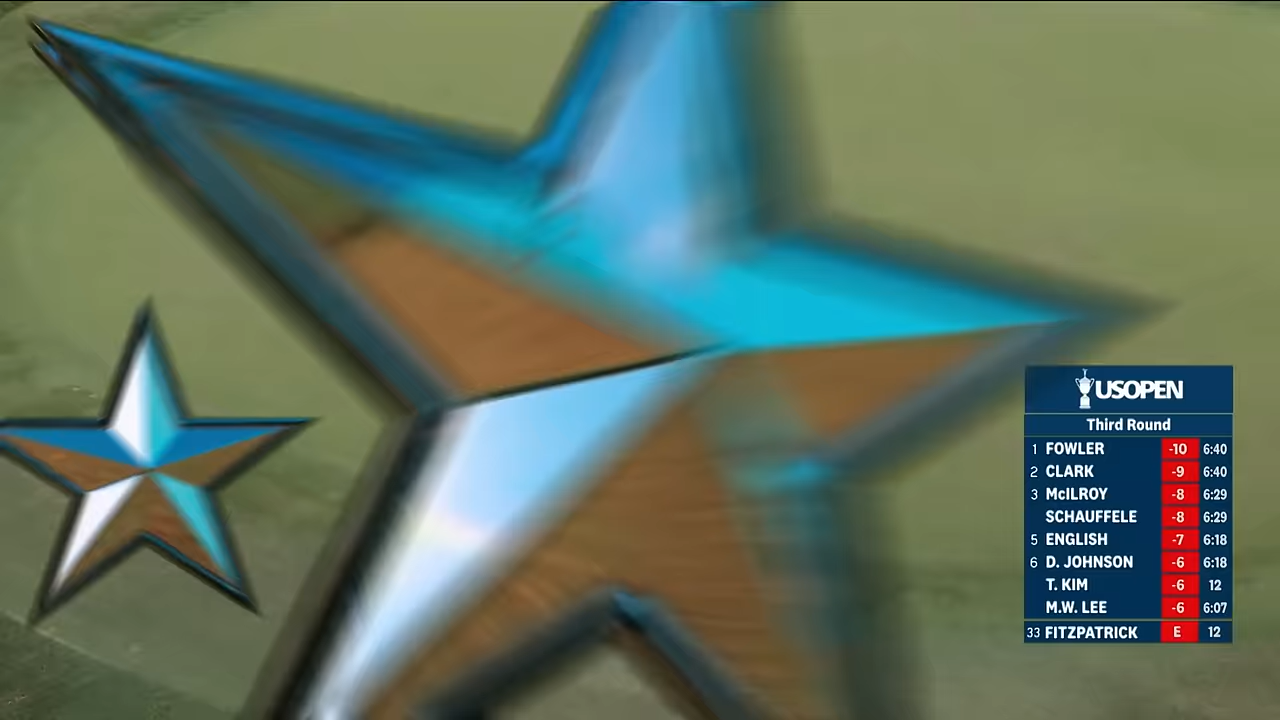 USOPEN
Third Round
1 FOWLER -10 6:40
2 CLARK -9 6:40
3 McILROY -8 6:29
SCHAUFFELE -8 6:29
5 ENGLISH -7 6:18
6 D. JOHNSON -6 6:18
T. KIM -6 12
M.W. LEE -6 6:07
33 FITZPATRICK E 12